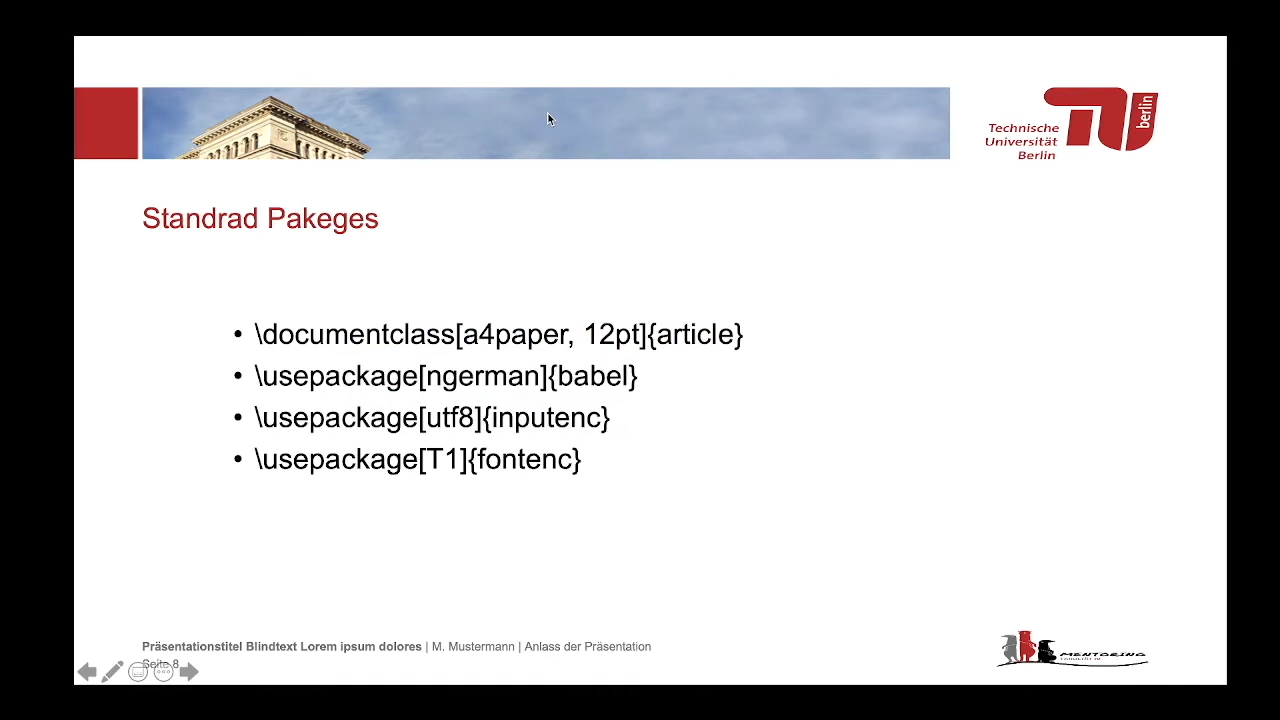 Technische
Universität
Berlin
berlin
Standrad Pakeges
• \documentclass[a4paper, 12pt]{article}
• \usepackage[ngerman]{babel}
• \usepackage[utf8]{inputenc}
• \usepackage[T1]{fontenc}
Präsentationstitel Blindtext Lorem ipsum dolores | M. Mustermann | Anlass der Präsentation
Seite 8
MENTORING